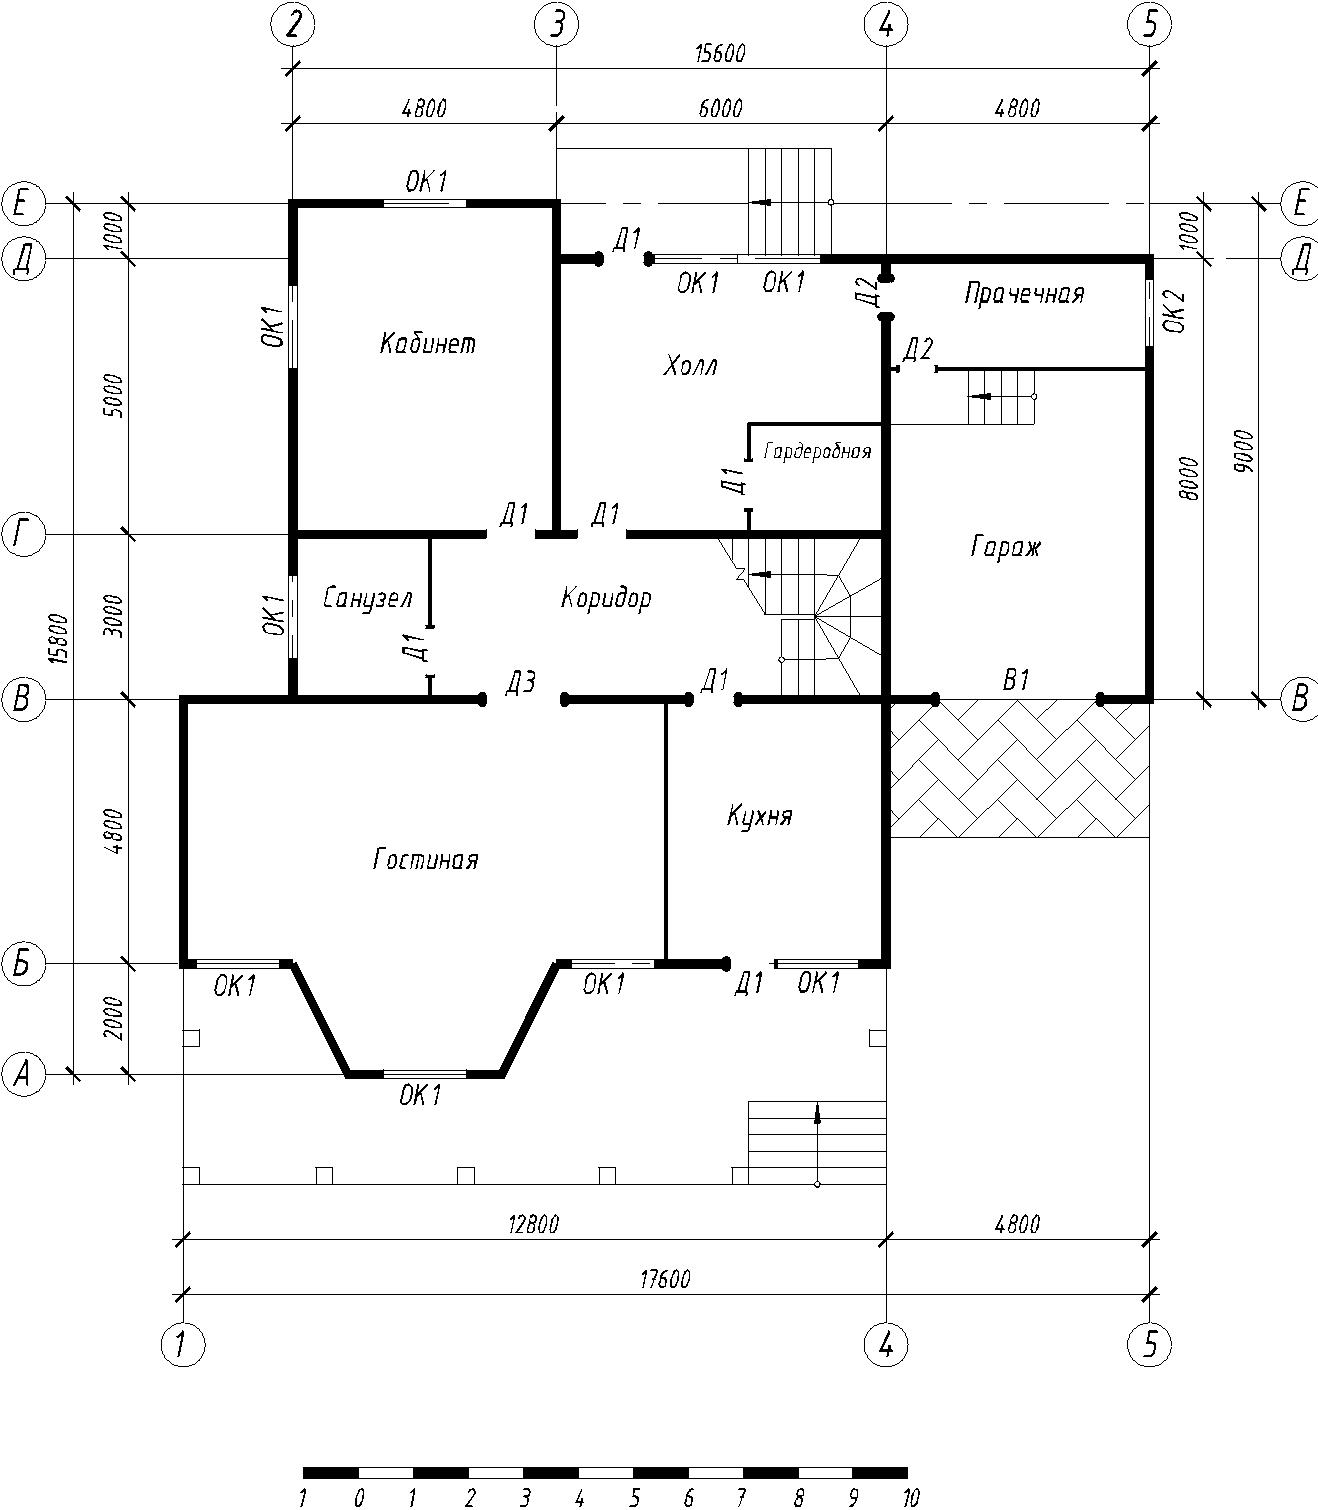 2 3 4 5
15600
4800 6000 4800
ОК1
Е Е
1000 1000
Д1
Д Д
ОК1 ОК1
Д2
Прачечная
ОК2
ОК1
Кабинет
Д2
Холл
5000
Гардеробная
9000
8000
Д1
Д1 Д1
Г
Гараж
Санузел
Коридор
ОК1
3000
15800
Д1
Д3 Д1 В1
В В
Кухня
4800
Гостиная
Б
ОК1 ОК1 Д1 ОК1
2000
А
ОК1
12800 4800
17600
1 4 5
1 0 1 2 3 4 5 6 7 8 9 10